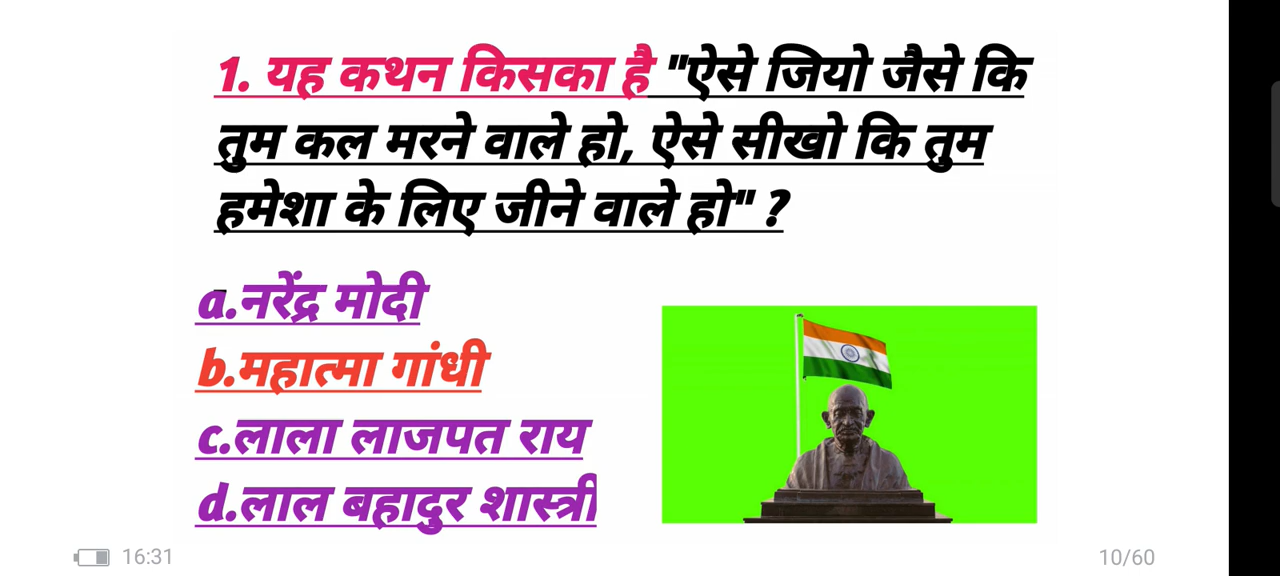 1. यह कथन किसका है "ऐसे जियो जैसे कि
तुम कल मरने वाले हो, ऐसे सीखो कि तुम
हमेशा के लिए जीने वाले हो" ?
a.नरेंद्र मोदी
b.महात्मा गांधी
c.लाला लाजपत राय
d.लाल बहादुर शास्त्री
16:31
10/60